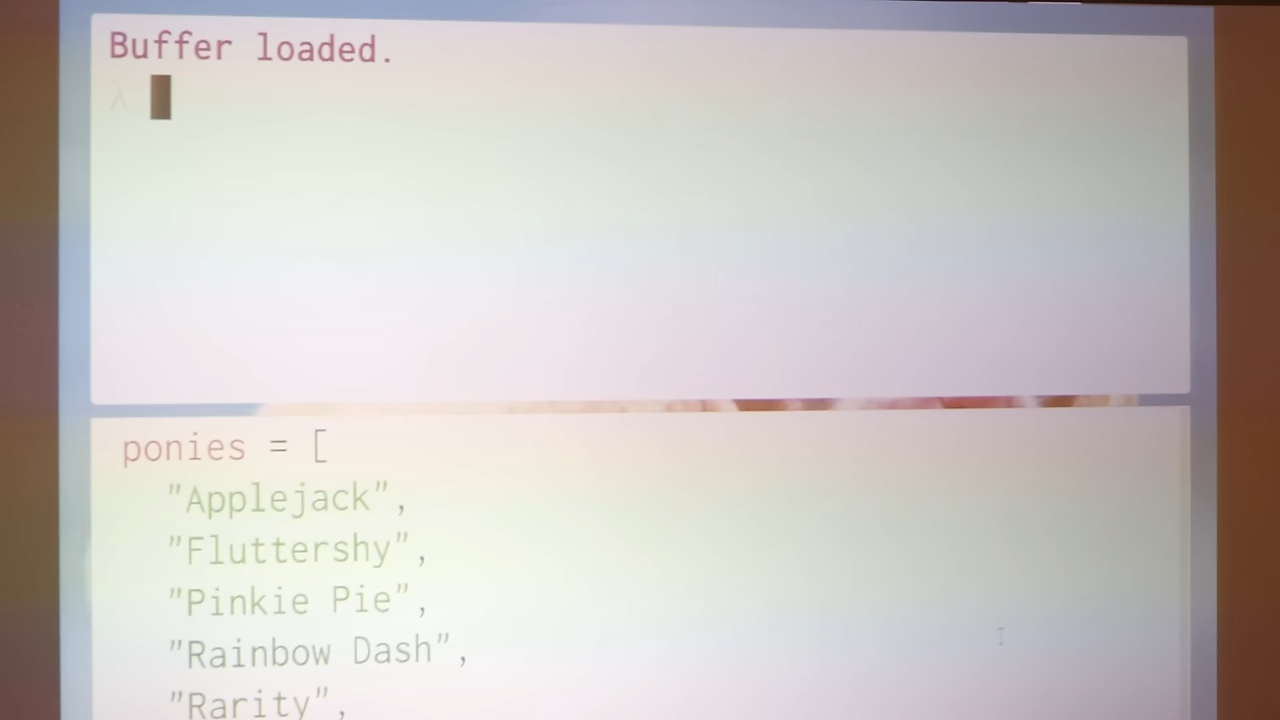 Buffer loaded.
λ
ponies = [
"Applejack",
"Fluttershy",
"Pinkie Pie",
"Rainbow Dash",
"Rarity",